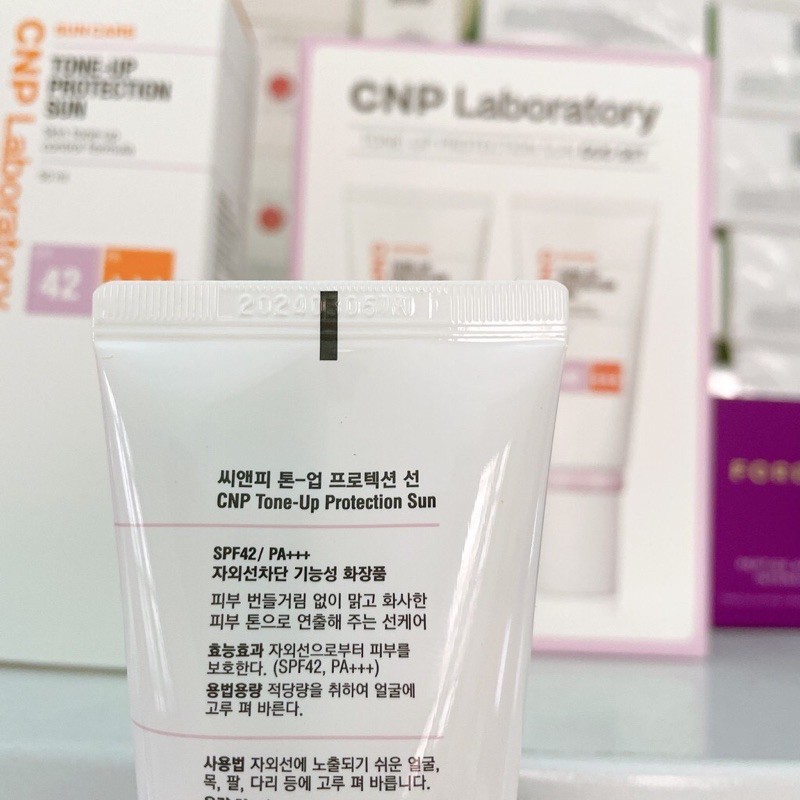 SUN CARE
TONE-UP
PROTECTION
SUN
CNP Laboratory
42
CNP Laboratory
TONE-UP PROTECTION SUN DUO SET
씨앤피 톤-업 프로텍션 선
CNP Tone-Up Protection Sun
SPF42/ PA+++
자외선차단 기능성 화장품
피부 번들거림 없이 맑고 화사한
피부 톤으로 연출해 주는 선케어
효능효과 자외선으로부터 피부를
보호한다. (SPF42, PA+++)
용법용량 적당량을 취하여 얼굴에
고루 펴 바른다.
사용법 자외선에 노출되기 쉬운 얼굴,
목, 팔, 다리 등에 고루 펴 바릅니다.